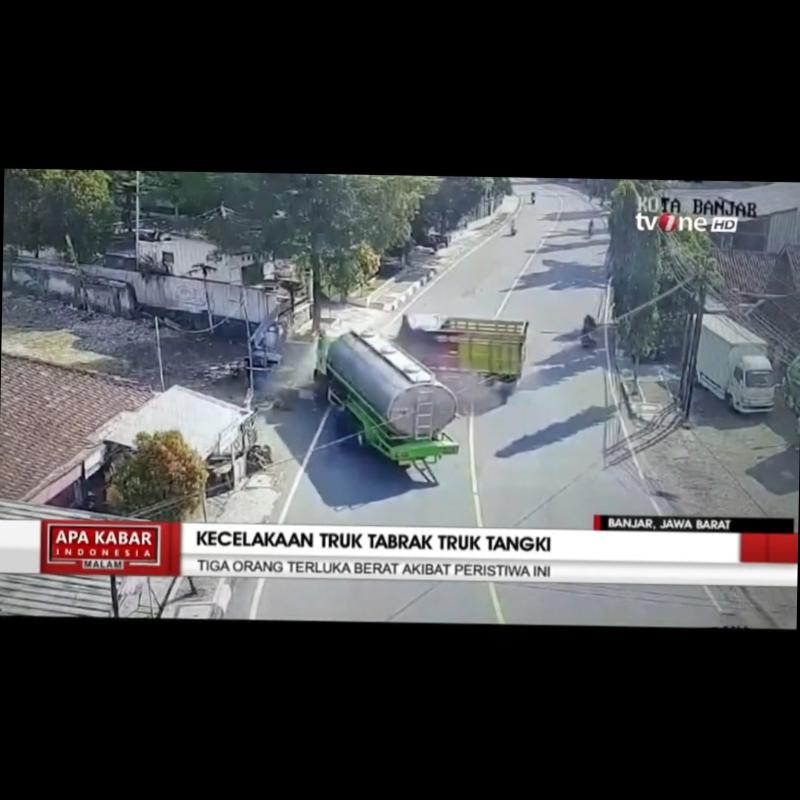 KOTA BANJAR
tvOne HD
BANJAR, JAWA BARAT
APA KABAR
INDONESIA
MALAM
KECELAKAAN TRUK TABRAK TRUK TANGKI
TIGA ORANG TERLUKA BERAT AKIBAT PERISTIWA INI